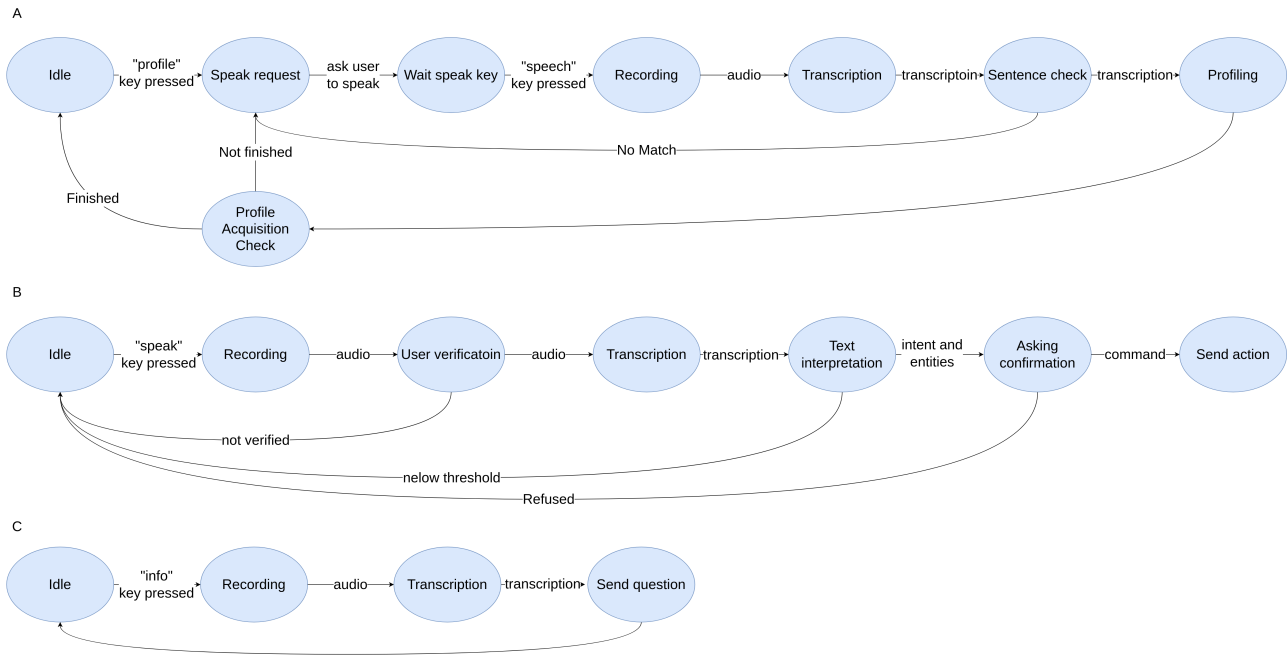 A
Idle
"profile"
key pressed
Speak request
ask user
to speak
Wait speak key
"speech"
key pressed
Recording
audio
Transcription
transcriptoin
Sentence check
transcription
Profiling
No Match
Not finished
Finished
Profile
Acquisition
Check
B
Idle
"speak"
key pressed
Recording
audio
User verificatoin
audio
Transcription
transcription
Text
interpretation
intent and
entities
Asking
confirmation
command
Send action
not verified
nelow threshold
Refused
C
Idle
"info"
key pressed
Recording
audio
Transcription
transcription
Send question